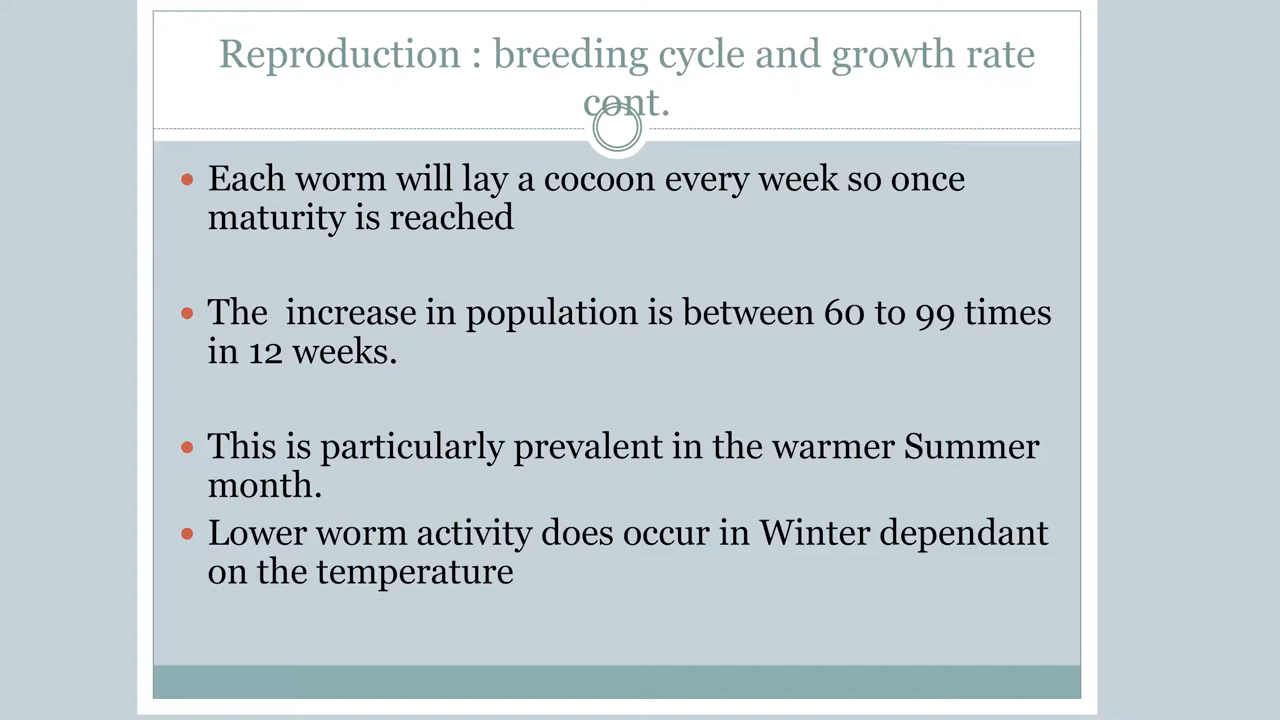 Reproduction : breeding cycle and growth rate
cont.
• Each worm will lay a cocoon every week so once
maturity is reached
• The  increase in population is between 60 to 99 times
in 12 weeks.
• This is particularly prevalent in the warmer Summer
month.
• Lower worm activity does occur in Winter dependant
on the temperature